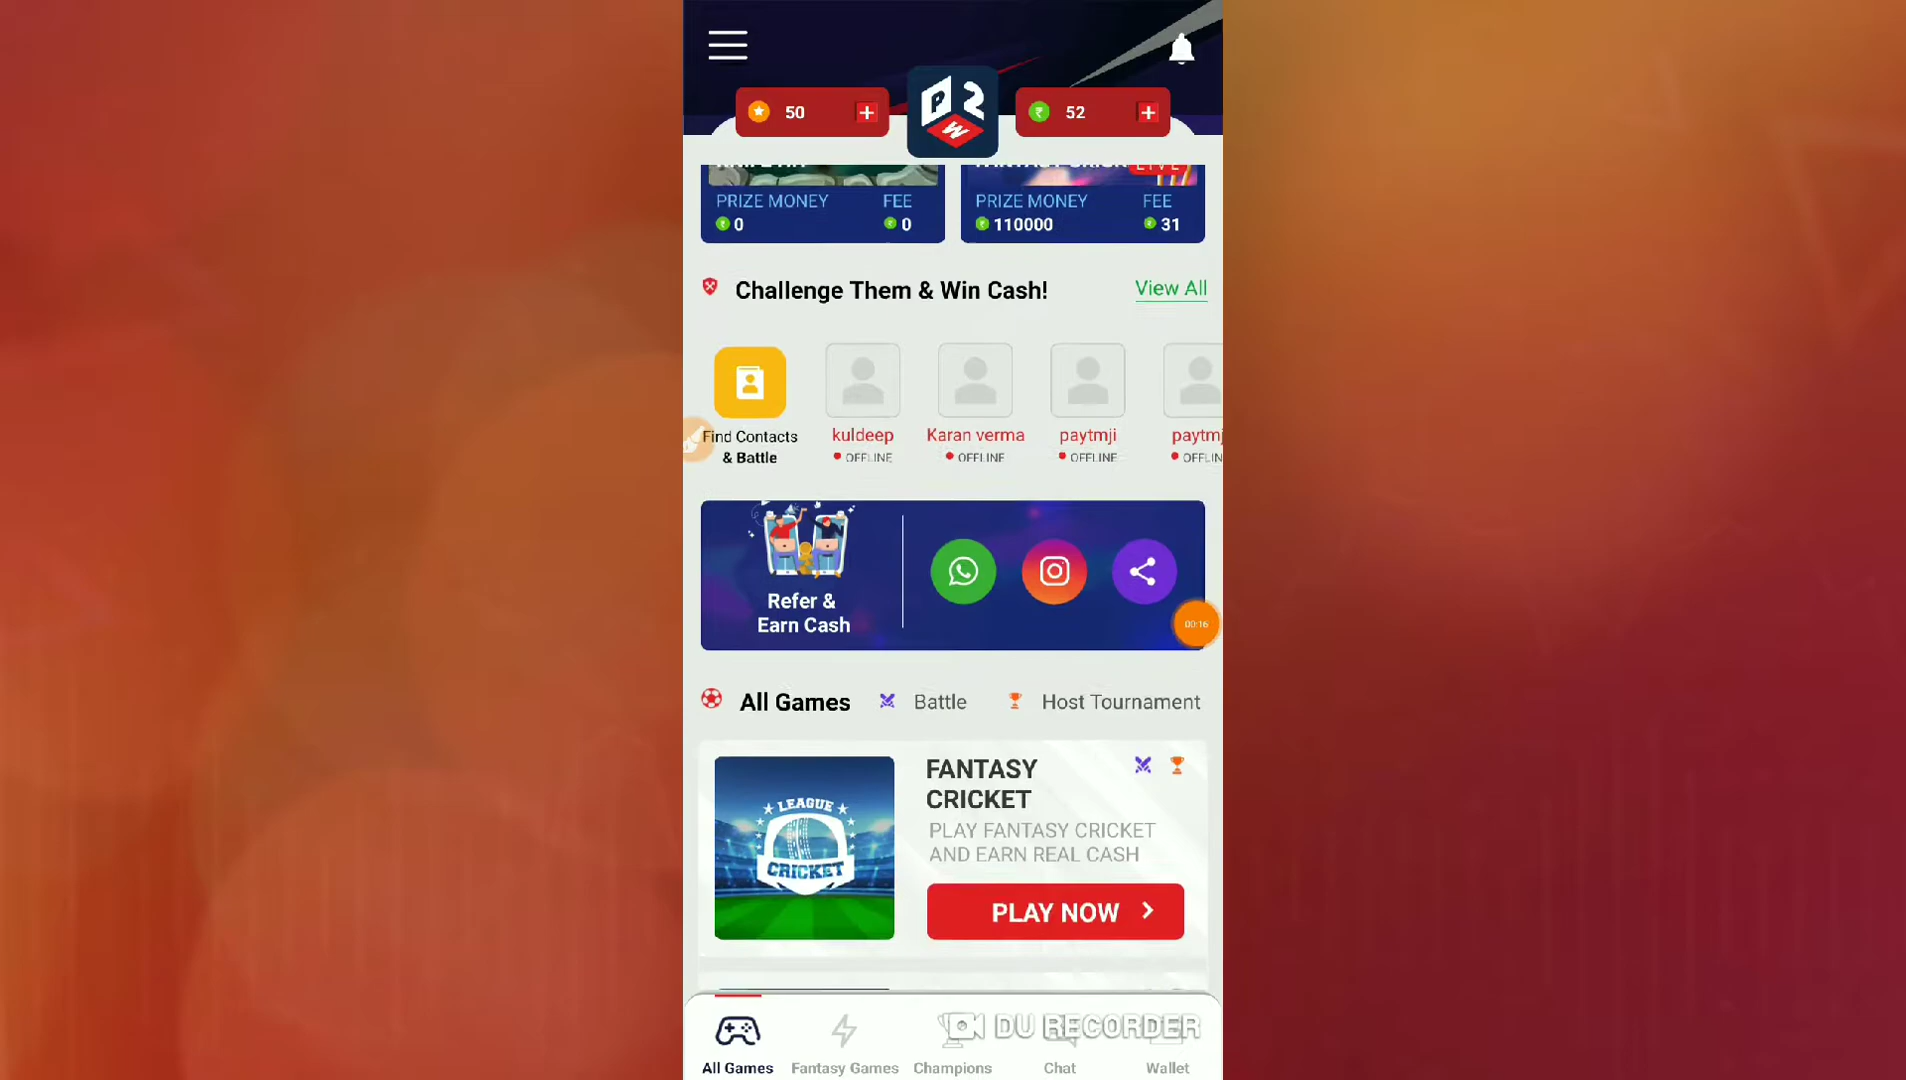 50
P2W
52
LIVE
PRIZE MONEY FEE
0 0
PRIZE MONEY FEE
110000 31
Challenge Them & Win Cash! View All
Find Contacts
& Battle
kuldeep
OFFLINE
Karan verma
OFFLINE
paytmji
OFFLINE
paytmj
OFFLIN
Refer &
Earn Cash
00:16
All Games Battle Host Tournament
LEAGUE
CRICKET
FANTASY
CRICKET
PLAY FANTASY CRICKET
AND EARN REAL CASH
PLAY NOW
DU RECORDER
All Games Fantasy Games Champions Chat Wallet